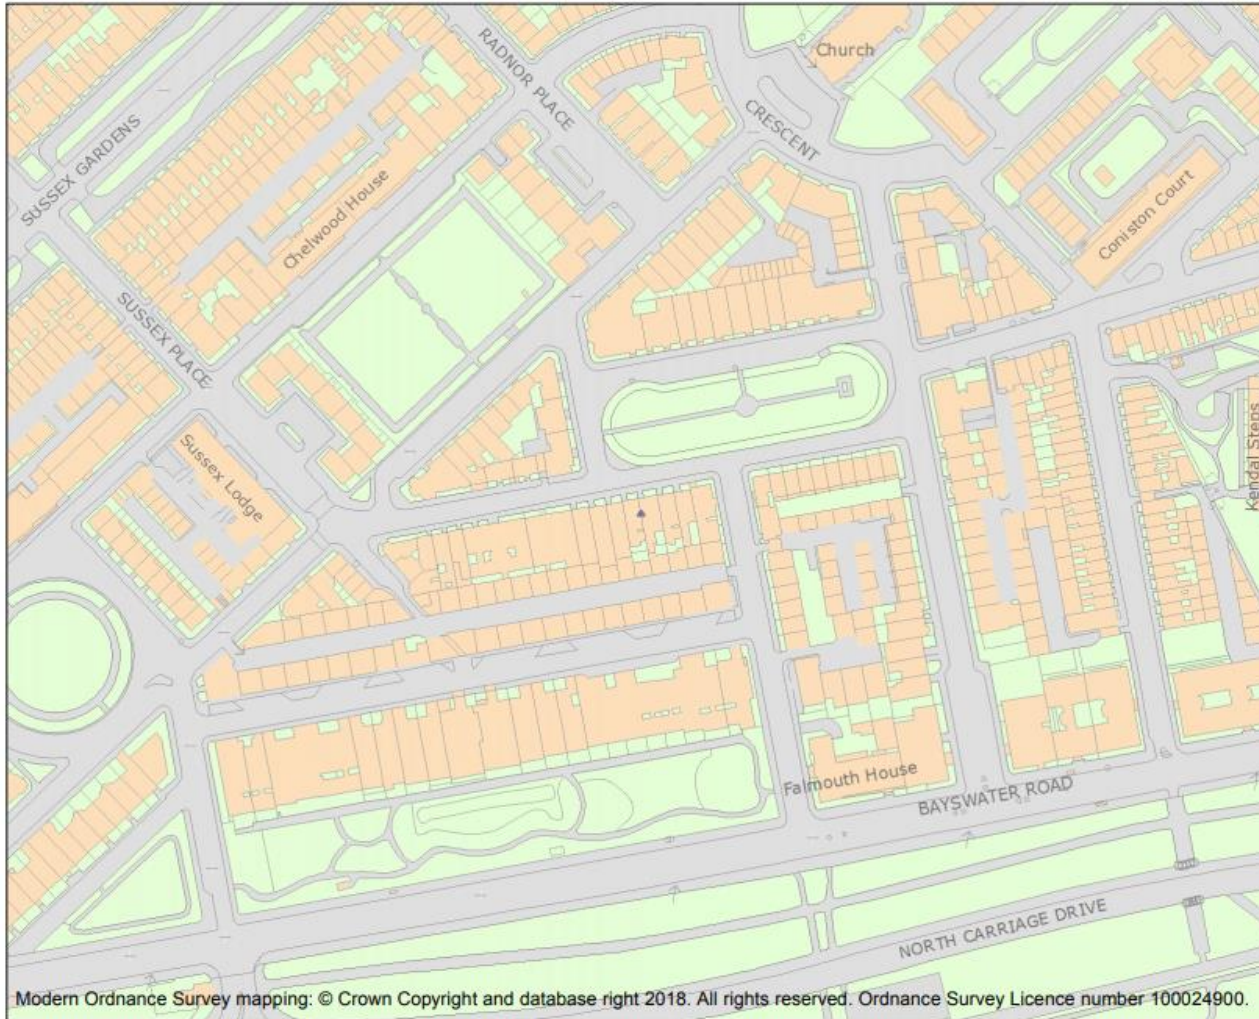 RADNOR PLACE
Church
CRESCENT
SUSSEX GARDENS
Chelwood House
Coniston Court
SUSSEX PLACE
Sussex Lodge
Kendal Steps
Falmouth House
BAYSWATER ROAD
NORTH CARRIAGE DRIVE
Modern Ordnance Survey mapping: © Crown Copyright and database right 2018. All rights reserved. Ordnance Survey Licence number 100024900.